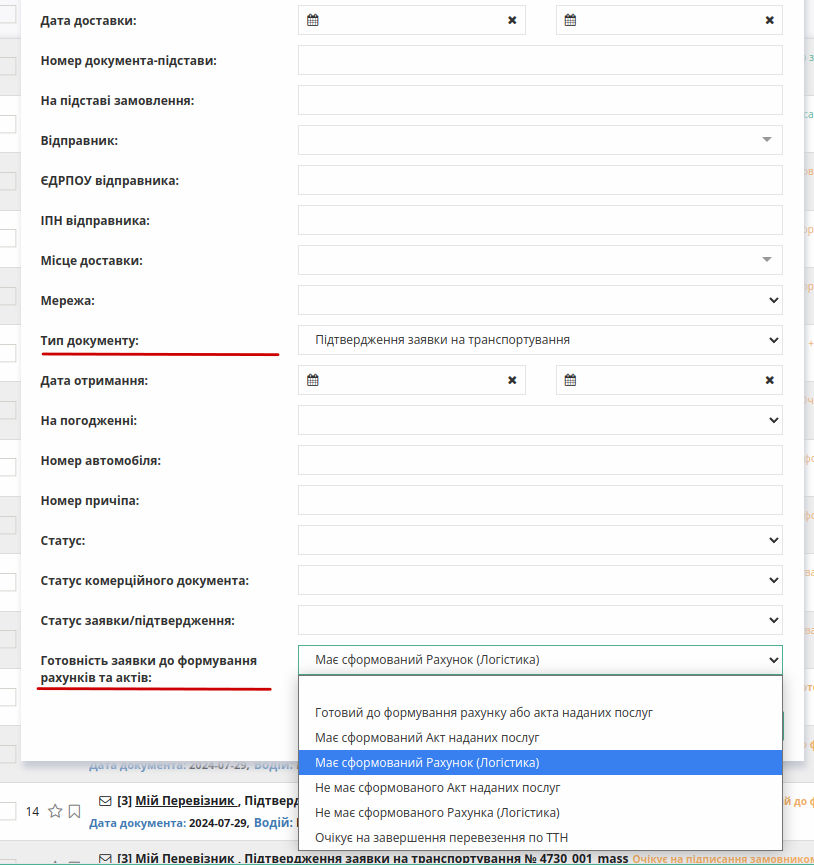 Дата доставки:
Номер документа-підстави:
На підставі замовлення:
Відправник:
ЄДРПОУ відправника:
ІПН відправника:
Місце доставки:
Мережа:
Тип документу: Підтвердження заявки на транспортування
Дата отримання:
На погодженні:
Номер автомобіля:
Номер причіпа:
Статус:
Статус комерційного документа:
Статус заявки/підтвердження:
Готовність заявки до формування
рахунків та актів:
Має сформований Рахунок (Логістика)
Готовий до формування рахунку або акта наданих послуг
Має сформований Акт наданих послуг
Має сформований Рахунок (Логістика)
Не має сформованого Акт наданих послуг
Не має сформованого Рахунка (Логістика)
Очікує на завершення перевезення по ТТН
Дата документа: 2024-07-29, Водій:
14 [3] Мій Перевізник , Підтверд
Дата документа: 2024-07-29, Водій:
[3] Мій Перевізник , Підтвердження заявки на транспортування № 4730_001_mass Очікує на підписання замовником